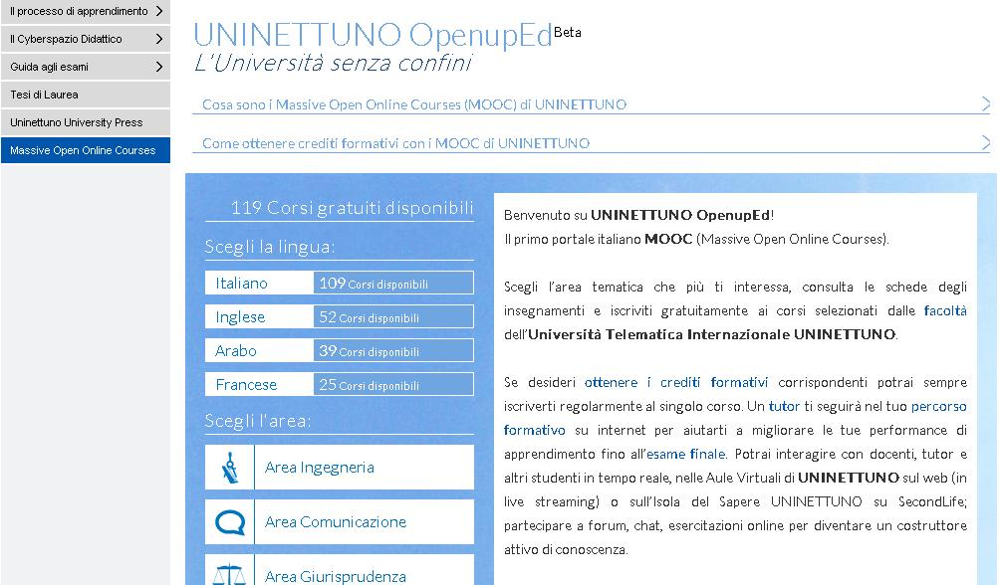 Il processo di apprendimento
Il Cyberspazio Didattico
Guida agli esami
Tesi di Laurea
Uninettuno University Press
Massive Open Online Courses
UNINETTUNO OpenupEd Beta
L'Università senza confini
Cosa sono i Massive Open Online Courses (MOOC) di UNINETTUNO
Come ottenere crediti formativi con i MOOC di UNINETTUNO
119 Corsi gratuiti disponibili
Scegli la lingua:
Italiano 109 Corsi disponibili
Inglese 52 Corsi disponibili
Arabo 39 Corsi disponibili
Francese 25 Corsi disponibili
Scegli l'area:
Area Ingegneria
Area Comunicazione
Area Giurisprudenza
Benvenuto su UNINETTUNO OpenupEd!
Il primo portale italiano MOOC (Massive Open Online Courses).
Scegli l'area tematica che più ti interessa, consulta le schede degli
insegnamenti e iscriviti gratuitamente ai corsi selezionati dalle facoltà
dell'Università Telematica Internazionale UNINETTUNO.
Se desideri ottenere i crediti formativi corrispondenti potrai sempre
iscriverti regolarmente al singolo corso. Un tutor ti seguirà nel tuo percorso
formativo su internet per aiutarti a migliorare le tue performance di
apprendimento fino all'esame finale. Potrai interagire con docenti, tutor e
altri studenti in tempo reale, nelle Aule Virtuali di UNINETTUNO sul web (in
live streaming) o sull'Isola del Sapere UNINETTUNO su SecondLife;
partecipare a forum, chat, esercitazioni online per diventare un costruttore
attivo di conoscenza.